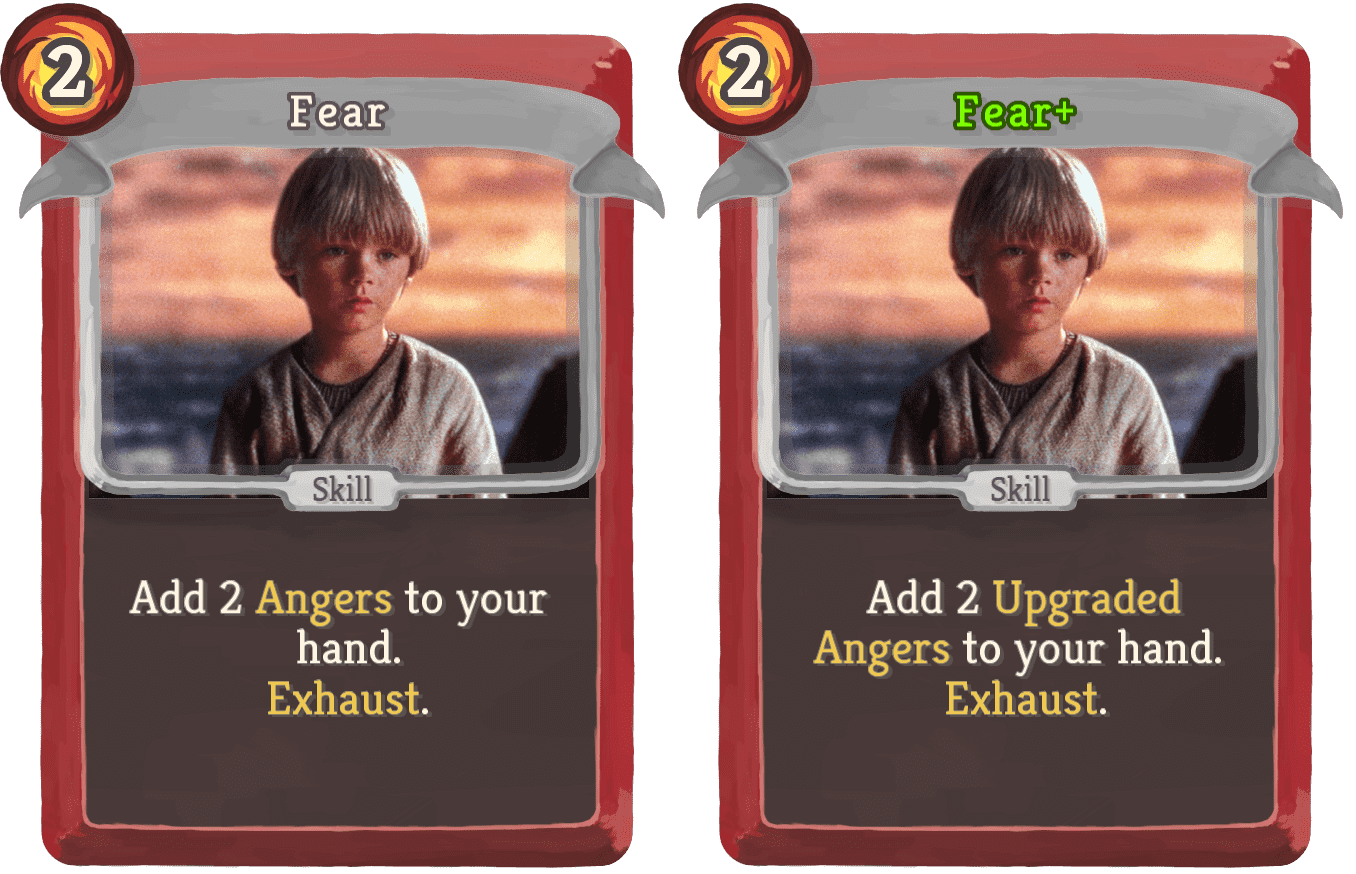 2
Fear
Skill
Add 2 Angers to your
hand.
Exhaust.
2
Fear+
Skill
Add 2 Upgraded
Angers to your hand.
Exhaust.